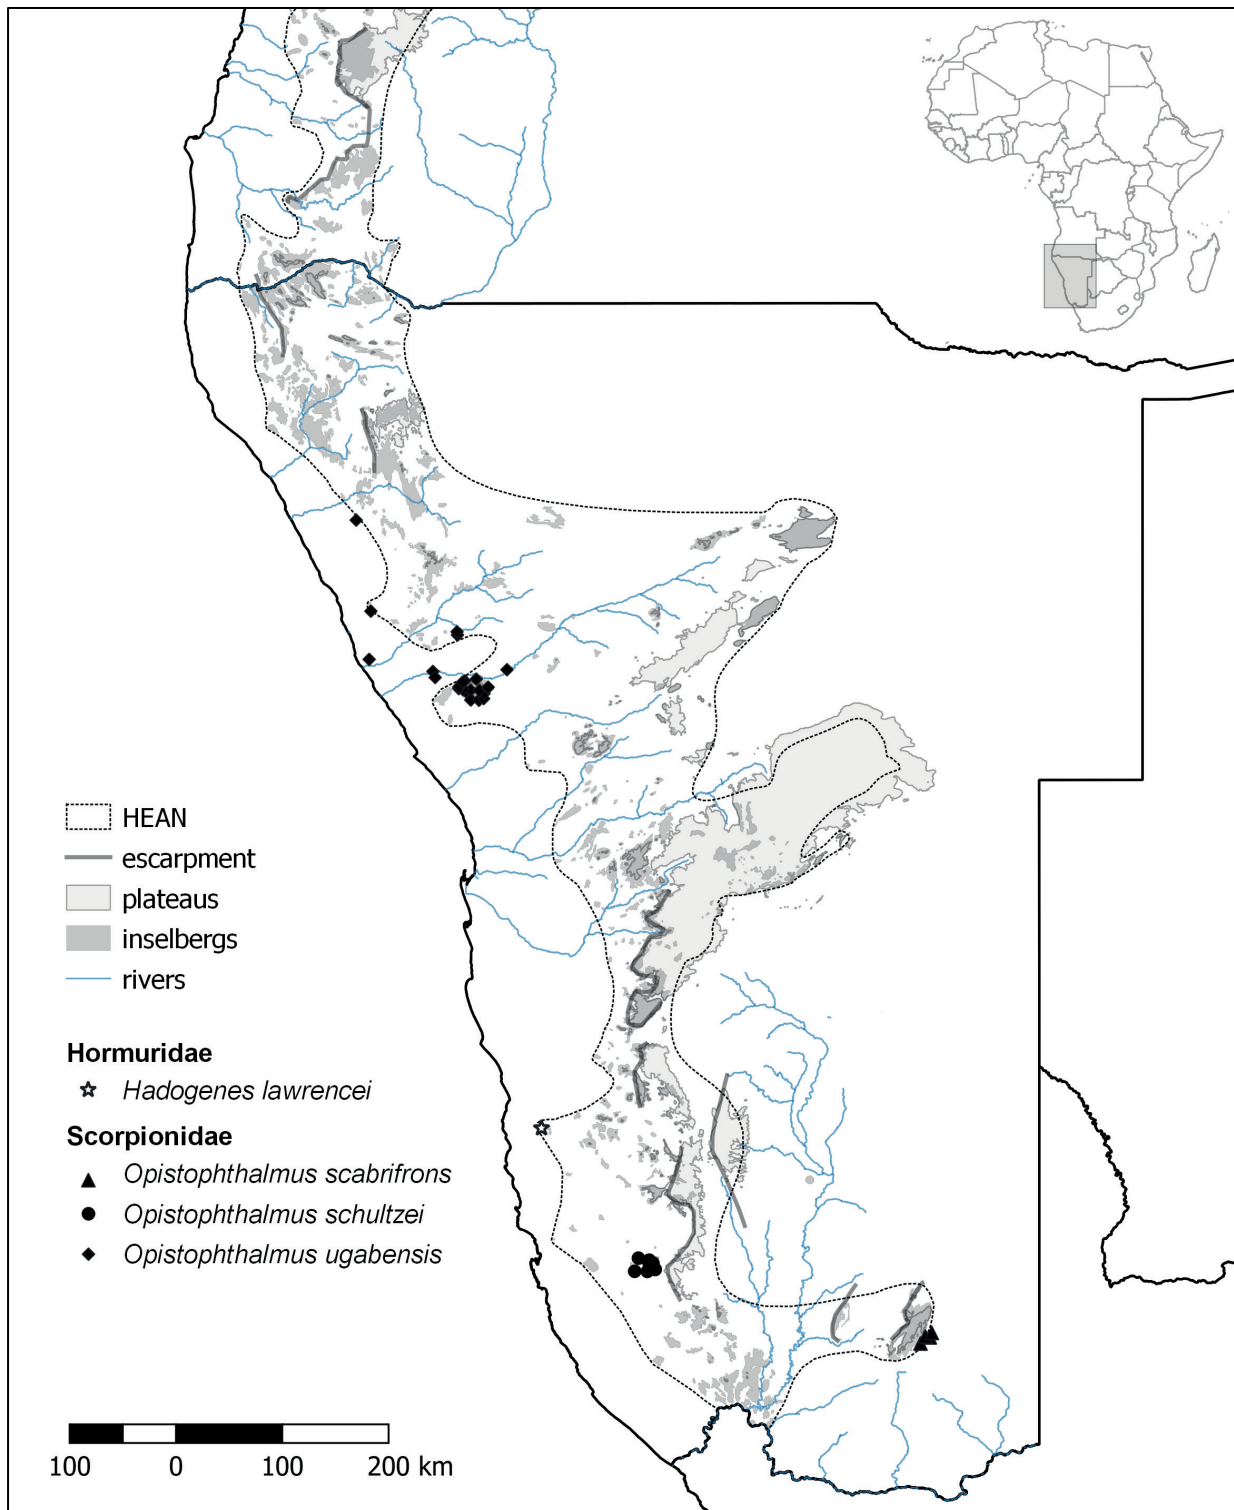 HEAN
escarpment
plateaus
inselbergs
rivers
Hormuridae
Hadogenes lawrencei
Scorpionidae
Opistophthalmus scabrifrons
Opistophthalmus schultzei
Opistophthalmus ugabensis
100 0 100 200 km